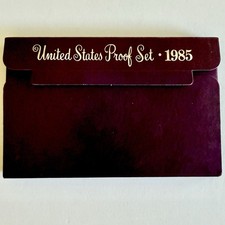 United States Proof Set • 1985